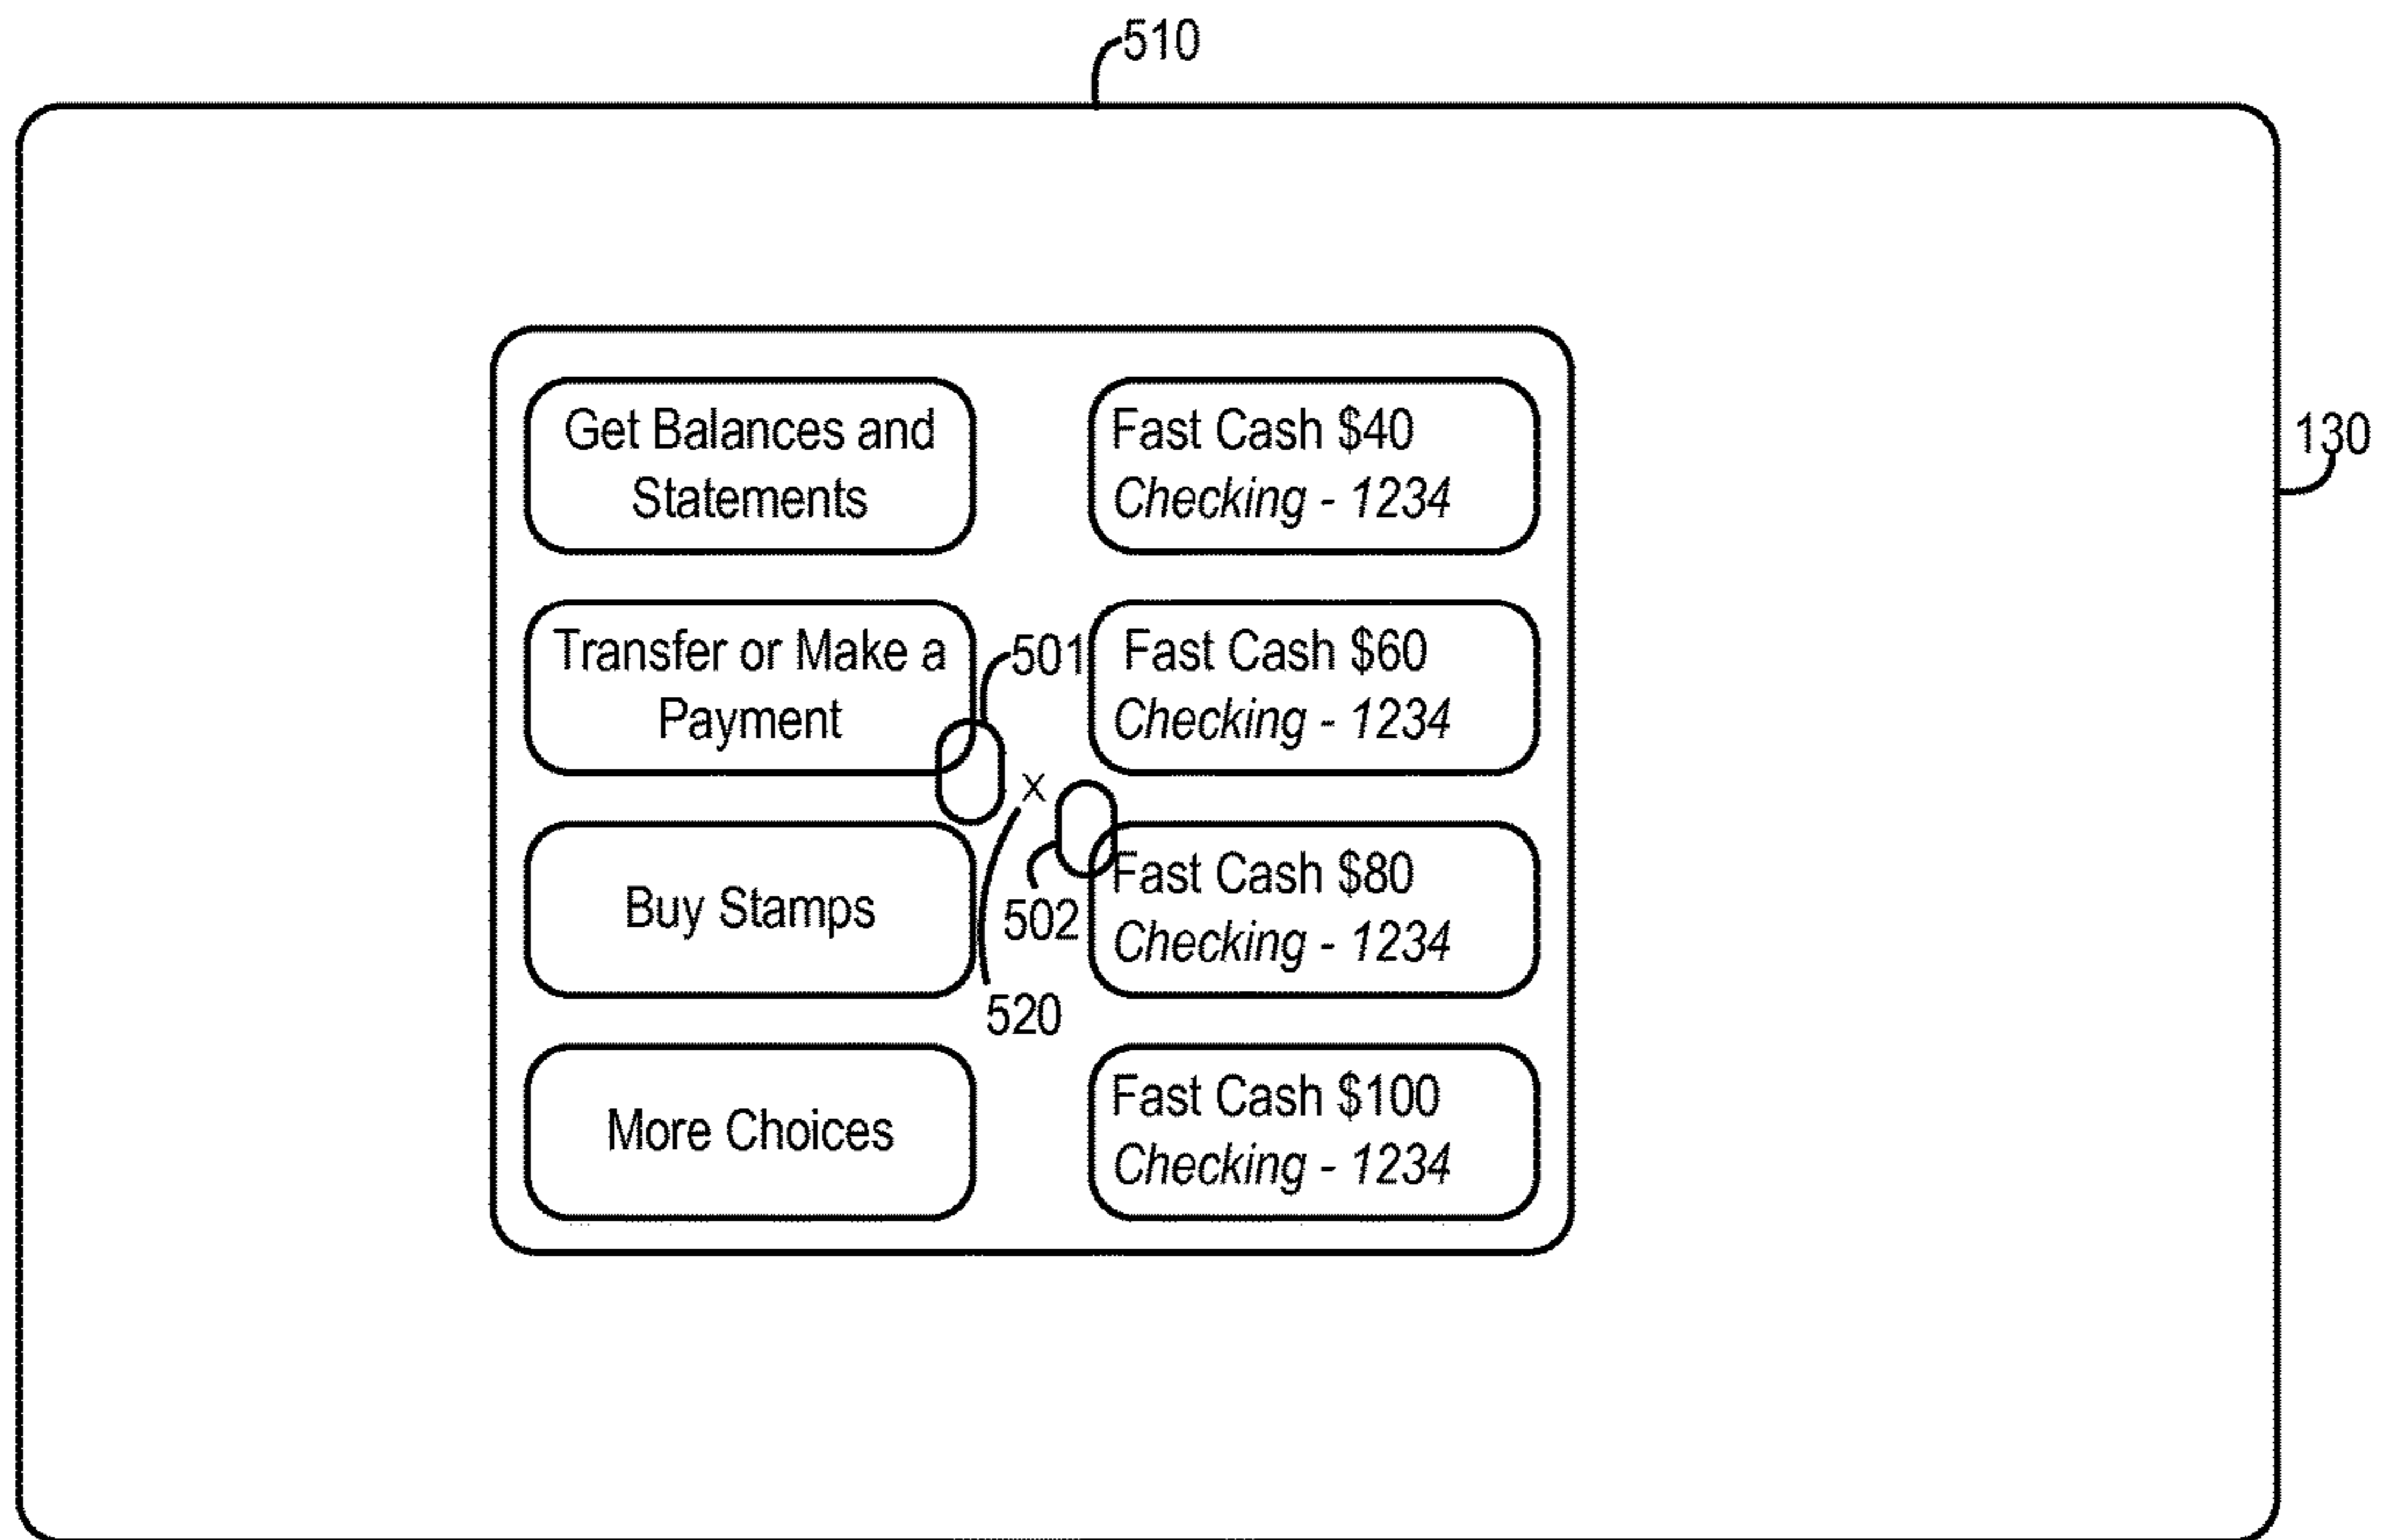 510
130
Get Balances and
Statements
Fast Cash $40
Checking - 1234
Transfer or Make a
Payment
501
Fast Cash $60
Checking - 1234
X
Buy Stamps
502
Fast Cash $80
Checking - 1234
520
More Choices
Fast Cash $100
Checking - 1234